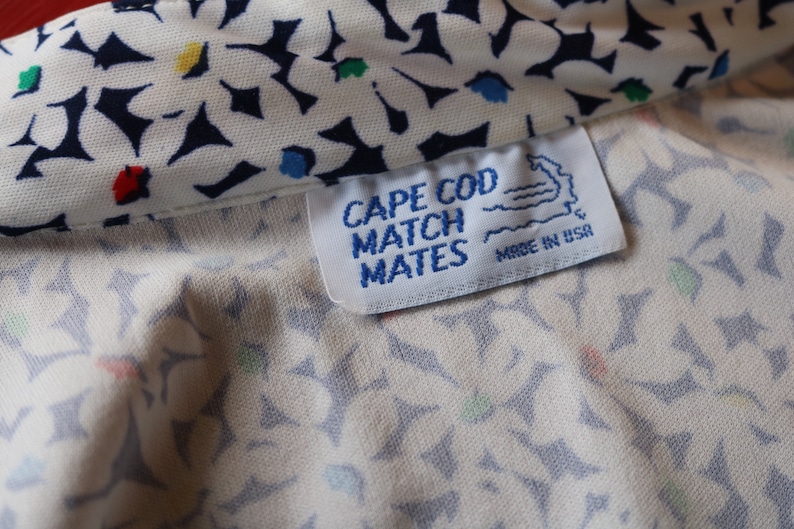 CAPE COD
MATCH
MATES
MADE IN USA